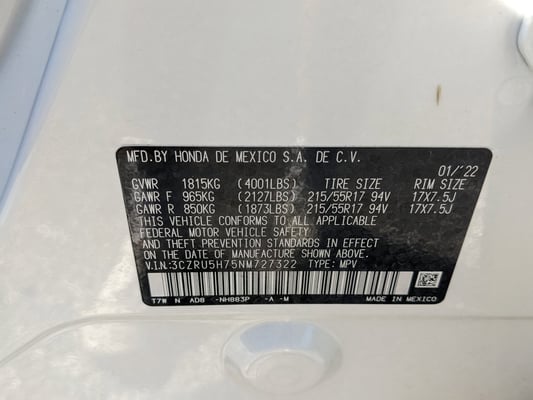 MFD.BY HONDA DE MEXICO S.A. DE C.V.
01/'22
GVWR 1815KG (4001LBS) TIRE SIZE RIM SIZE
GAWR F 965KG (2127LBS) 215/55R17 94V 17X7.5J
GAWR R 850KG (1873LBS) 215/55R17 94V 17X7.5J
THIS VEHICLE CONFORMS TO ALL APPLICABLE
FEDERAL MOTOR VEHICLE SAFETY
AND THEFT PREVENTION STANDARDS IN EFFECT
ON THE DATE OF MANUFACTURE SHOWN ABOVE.
V.I.N:3CZRU5H75NM727322 TYPE: MPV
T7W N AD8 -NH883P -A -M MADE IN MEXICO